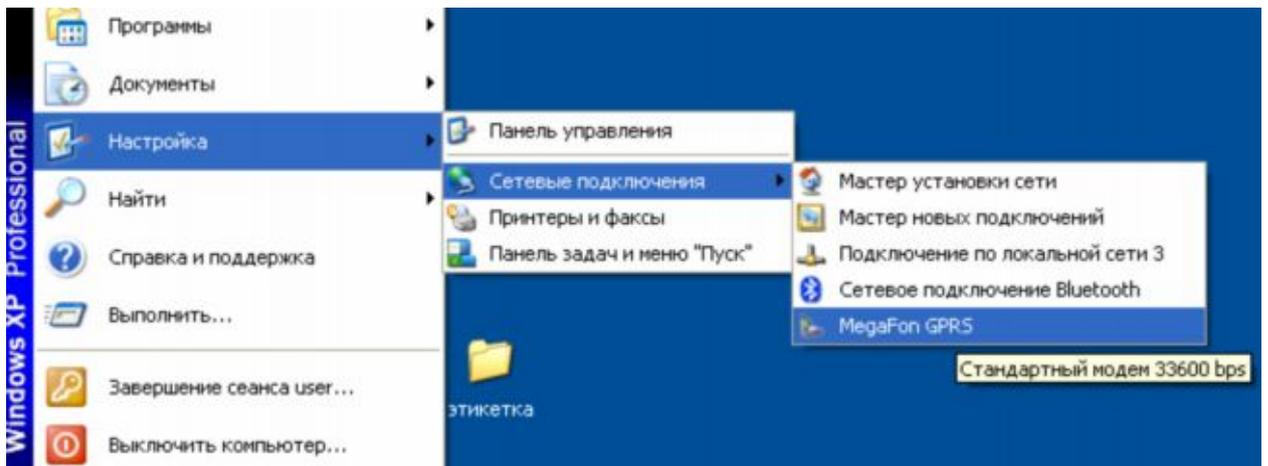 Windows XP Professional
Программы
Документы
Настройка
Найти
Справка и поддержка
Выполнить...
Завершение сеанса user...
Выключить компьютер...
Панель управления
Сетевые подключения
Принтеры и факсы
Панель задач и меню "Пуск"
Мастер установки сети
Мастер новых подключений
Подключение по локальной сети 3
Сетевое подключение Bluetooth
MegaFon GPRS
Стандартный модем 33600 bps
этикетка